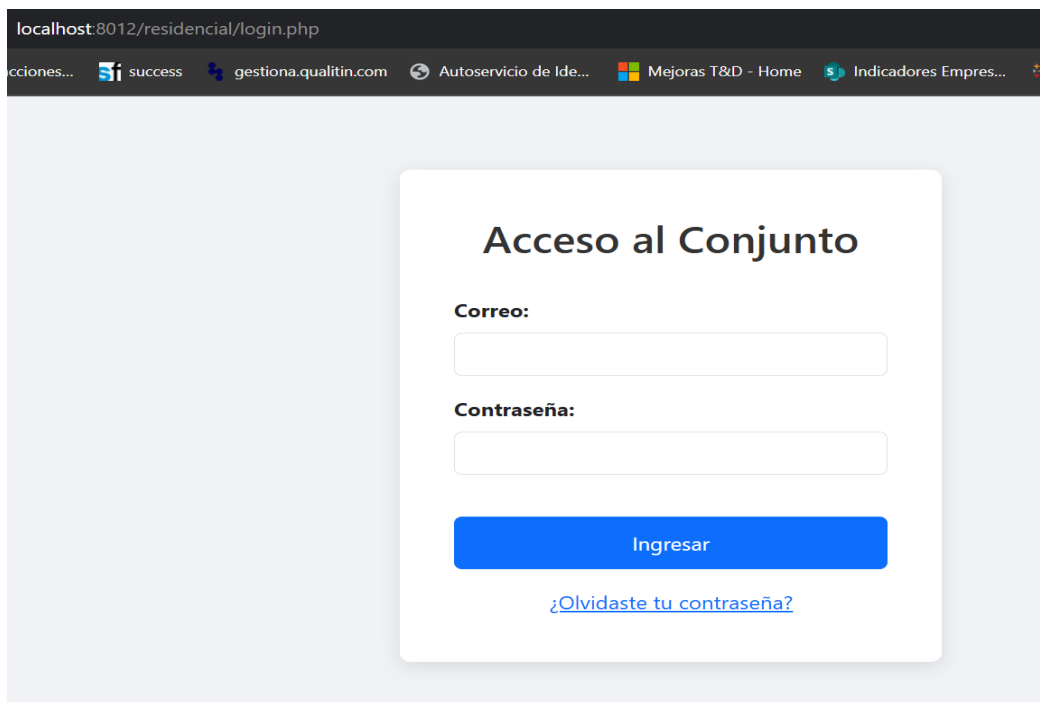 localhost:8012/residencial/login.php
cciones... success gestiona.qualitin.com Autoservicio de Ide... Mejoras T&D - Home Indicadores Empres...
Acceso al Conjunto
Correo:
Contraseña:
Ingresar
¿Olvidaste tu contraseña?